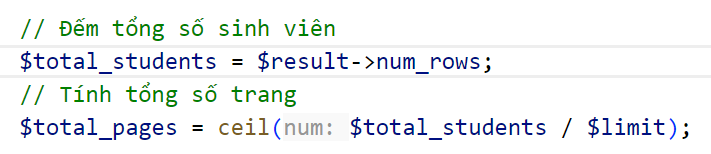 // Đếm tổng số sinh viên
$total_students = $result->num_rows;
// Tính tổng số trang
$total_pages = ceil(num: $total_students / $limit);